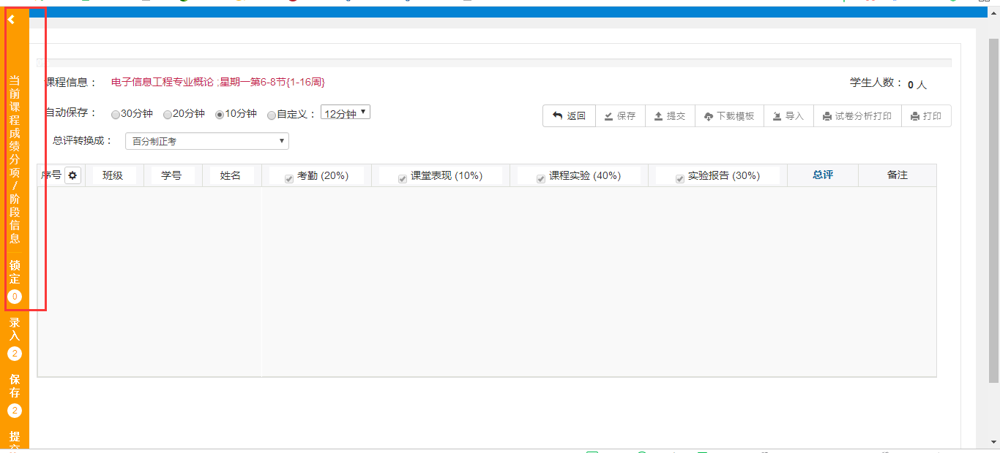 课程信息： 电子信息工程专业概论 ;星期一第6-8节{1-16周} 学生人数： 0 人
自动保存： 30分钟 20分钟 10分钟 自定义： 12分钟
返回 保存 提交 下载模板 导入 试卷分析打印 打印
总评转换成： 百分制正考
序号 班级 学号 姓名 考勤 (20%) 课堂表现 (10%) 课程实验 (40%) 实验报告 (30%) 总评 备注
当前课程成绩分项/阶段信息
锁定
0
录入
2
保存
2
提交